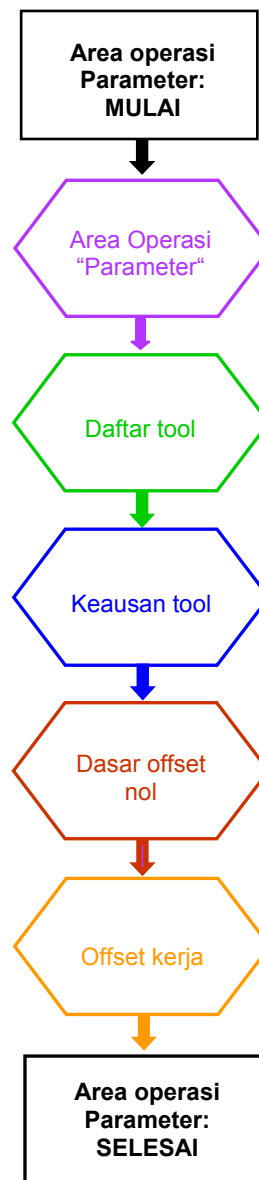 Area operasi
Parameter:
MULAI
Area Operasi
“Parameter“
Daftar tool
Keausan tool
Dasar offset
nol
Offset kerja
Area operasi
Parameter:
SELESAI